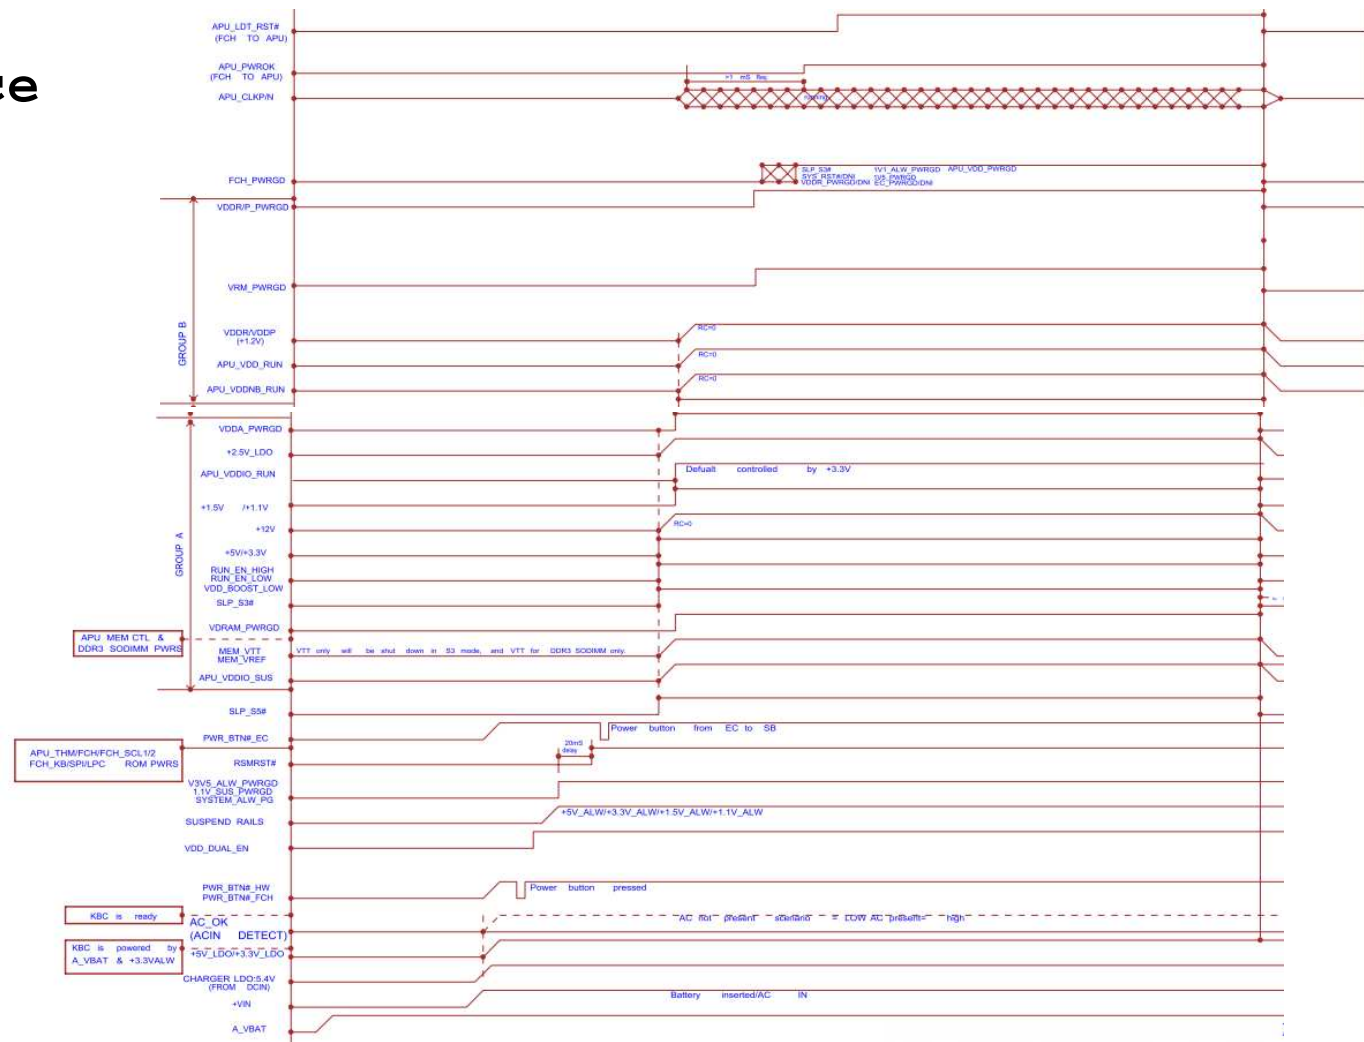 ce
APU_LDT_RST#
(FCH TO APU)
APU_PWROK
(FCH TO APU)
>1 mS Req
APU_CLKP/N
running
FCH_PWRGD
SLP_S3# 1V1_ALW_PWRGD APU_VDD_PWRGD
SYS_RST#/DNI 1V5_PWRGD
VDDR_PWRGD/DNI EC_PWRGD/DNI
VDDR/P_PWRGD
VRM_PWRGD
GROUP B
VDDR/VDDP
(+1.2V)
RC=0
APU_VDD_RUN
RC=0
APU_VDDNB_RUN
RC=0
VDDA_PWRGD
+2.5V_LDO
APU_VDDIO_RUN
Defualt controlled by +3.3V
+1.5V /+1.1V
+12V
RC=0
GROUP A
+5V/+3.3V
RUN_EN_HIGH
RUN_EN_LOW
VDD_BOOST_LOW
SLP_S3#
VDRAM_PWRGD
APU MEM CTL &
DDR3 SODIMM PWRS
MEM_VTT
MEM_VREF
VTT only will be shut down in S3 mode, and VTT for DDR3 SODIMM only.
APU_VDDIO_SUS
SLP_S5#
PWR_BTN#_EC
Power button from EC to SB
APU_THM/FCH/FCH_SCL1/2
FCH_KB/SPI/LPC ROM PWRS
20mS
delay
RSMRST#
V3V5_ALW_PWRGD
1.1V_SUS_PWRGD
SYSTEM_ALW_PG
SUSPEND RAILS
+5V_ALW/+3.3V_ALW/+1.5V_ALW/+1.1V_ALW
VDD_DUAL_EN
PWR_BTN#_HW
PWR_BTN#_FCH
Power button pressed
KBC is ready
AC_OK
(ACIN DETECT)
AC not present scenario = LOW AC present= high
KBC is powered by
A_VBAT & +3.3VALW
+5V_LDO/+3.3V_LDO
CHARGER LDO:5.4V
(FROM DCIN)
+VIN
Battery inserted/AC IN
A_VBAT